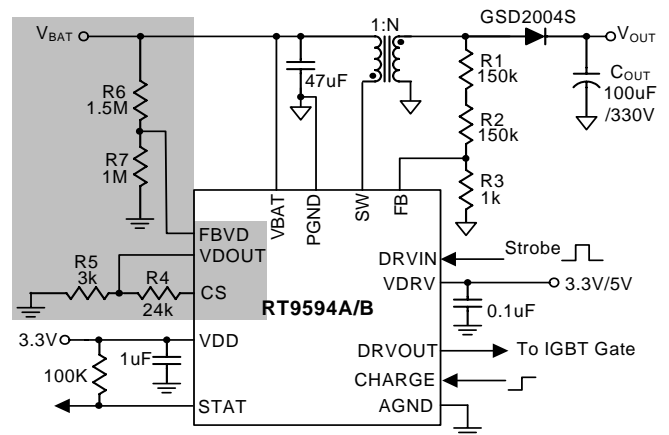 1:N
GSD2004S
VBAT
VOUT
R6
1.5M
47uF
R1
150k
COUT
100uF
/330V
R2
150k
R7
1M
R3
1k
VBAT
PGND
SW
FB
FBVD
VDOUT
CS
R5
3k
R4
24k
RT9594A/B
DRVIN
Strobe
VDRV
3.3V/5V
0.1uF
3.3V
VDD
1uF
100K
DRVOUT
To IGBT Gate
CHARGE
STAT
AGND